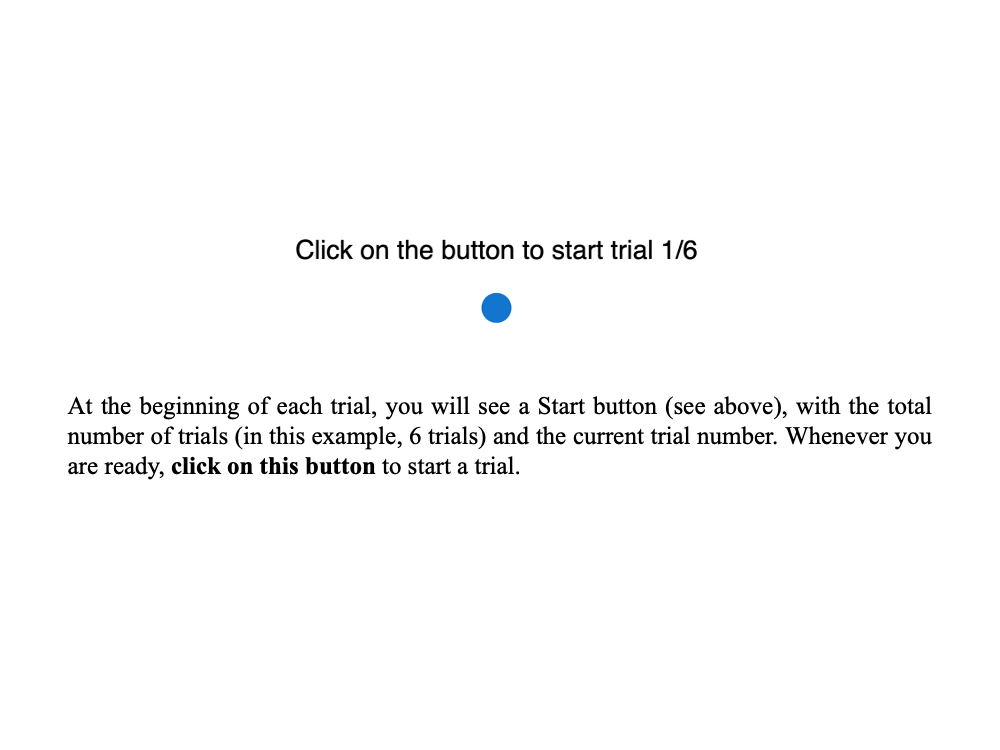 Click on the button to start trial 1/6
At the beginning of each trial, you will see a Start button (see above), with the total
number of trials (in this example, 6 trials) and the current trial number. Whenever you
are ready, click on this button to start a trial.